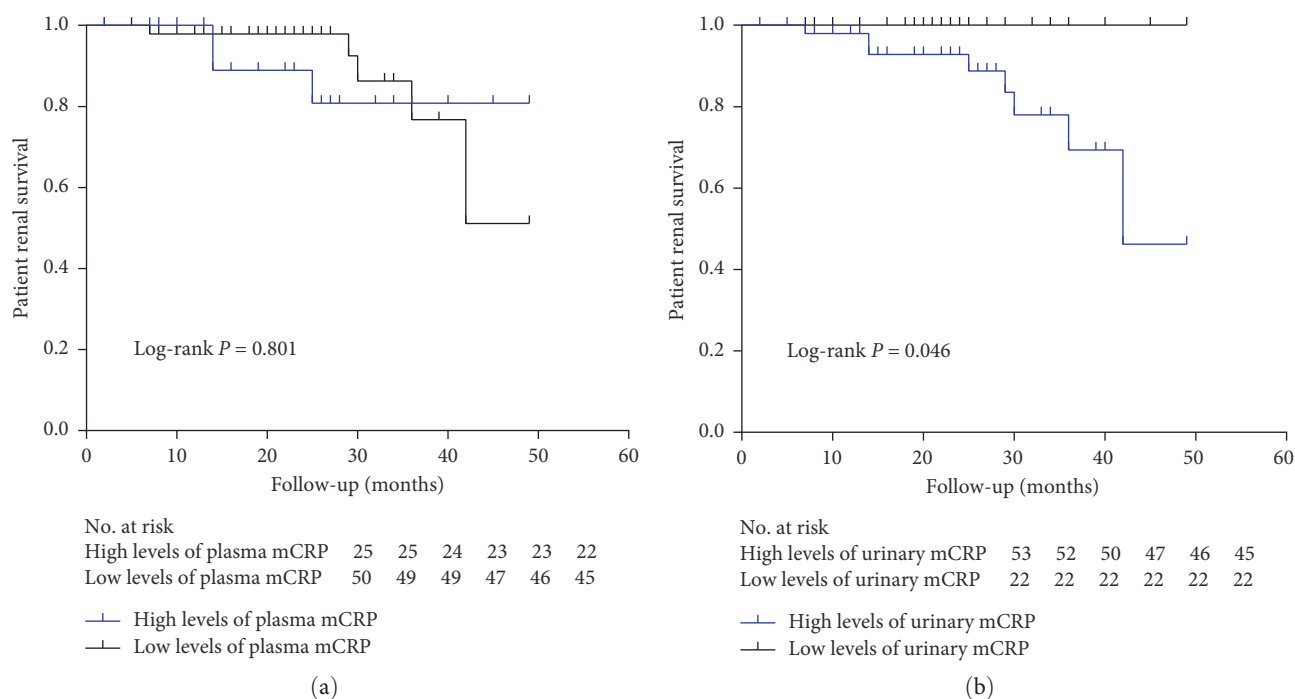 1.0
0.8
0.6
0.4
0.2
0.0
Patient renal survival
Log-rank P = 0.801
0 10 20 30 40 50 60
Follow-up (months)
No. at risk
High levels of plasma mCRP 25 25 24 23 23 22
Low levels of plasma mCRP 50 49 49 47 46 45
High levels of plasma mCRP
Low levels of plasma mCRP
(a)
1.0
0.8
0.6
0.4
0.2
0.0
Patient renal survival
Log-rank P = 0.046
0 10 20 30 40 50 60
Follow-up (months)
No. at risk
High levels of urinary mCRP 53 52 50 47 46 45
Low levels of urinary mCRP 22 22 22 22 22 22
High levels of urinary mCRP
Low levels of urinary mCRP
(b)